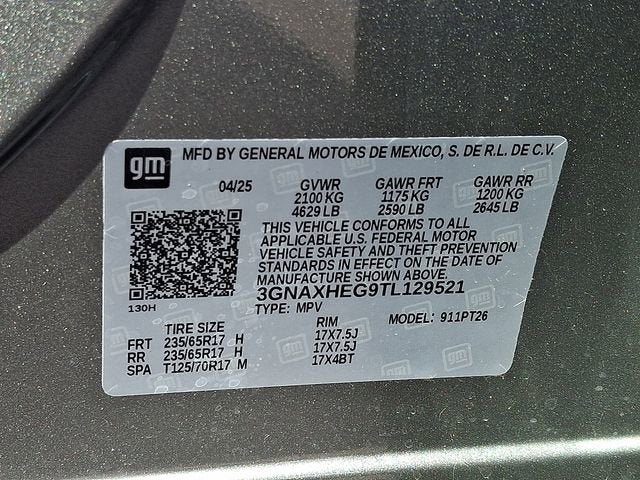 gm MFD BY GENERAL MOTORS DE MEXICO, S. DE R.L. DE C.V.
04/25 GVWR GAWR FRT GAWR RR
2100 KG 1175 KG 1200 KG
4629 LB 2590 LB 2645 LB
THIS VEHICLE CONFORMS TO ALL
APPLICABLE U.S. FEDERAL MOTOR
VEHICLE SAFETY AND THEFT PREVENTION
STANDARDS IN EFFECT ON THE DATE OF
MANUFACTURE SHOWN ABOVE.
3GNAXHEG9TL129521
130H TYPE: MPV
TIRE SIZE RIM MODEL: 911PT26
FRT 235/65R17 H 17X7.5J
RR 235/65R17 H 17X7.5J
SPA T125/70R17 M 17X4BT